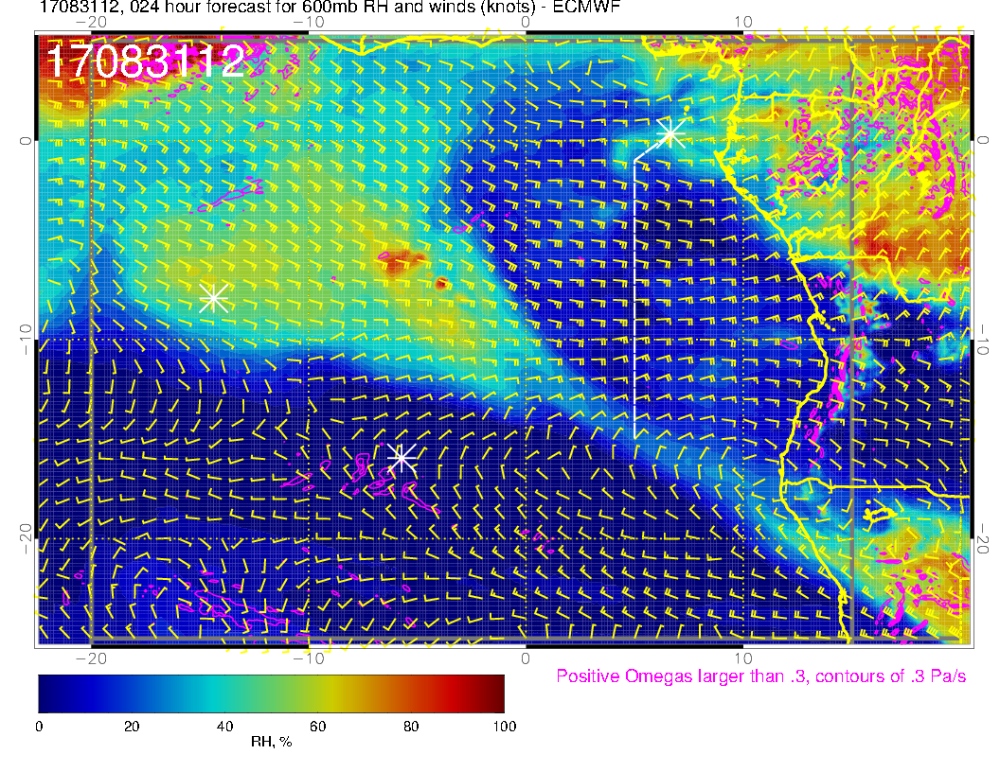 17083112, 024 hour forecast for 600mb RH and winds (knots) - ECMWF
−20 −10 0 10
17083112
0 0
−10 −10
−20 −20
−20 −10 0 10
Positive Omegas larger than .3, contours of .3 Pa/s
0 20 40 60 80 100
RH, %